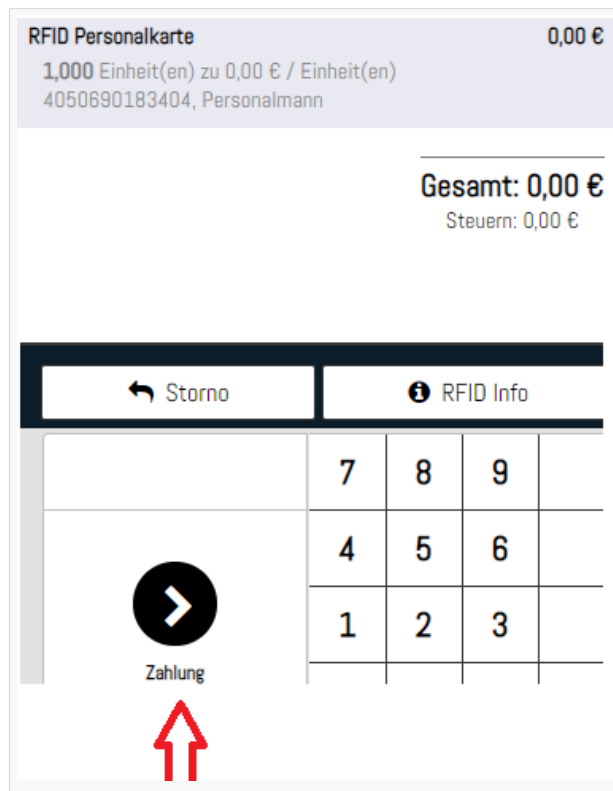 RFID Personalkarte 0,00 €
1,000 Einheit(en) zu 0,00 € / Einheit(en)
4050690183404, Personalmann
Gesamt: 0,00 €
Steuern: 0,00 €
Storno RFID Info
7 8 9
4 5 6
1 2 3
Zahlung